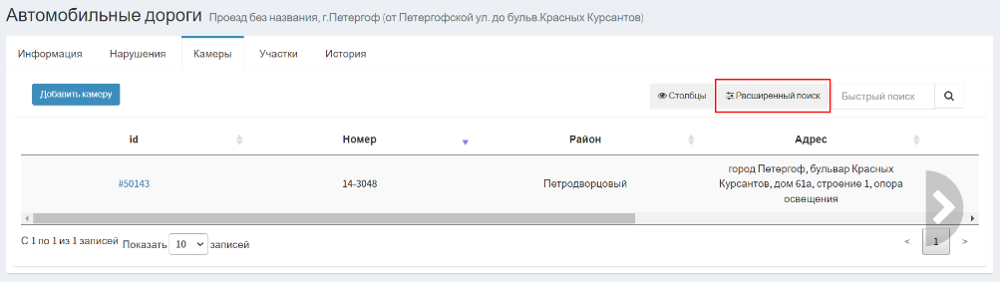 Автомобильные дороги Проезд без названия, г.Петергоф (от Петергофской ул. до бульв.Красных Курсантов)
Информация Нарушения Камеры Участки История
Добавить камеру Столбцы Расширенный поиск Быстрый поиск
id Номер Район Адрес
#50143 14-3048 Петродворцовый город Петергоф, бульвар Красных
Курсантов, дом 61а, строение 1, опора
освещения
С 1 по 1 из 1 записей Показать 10 записей < 1 >